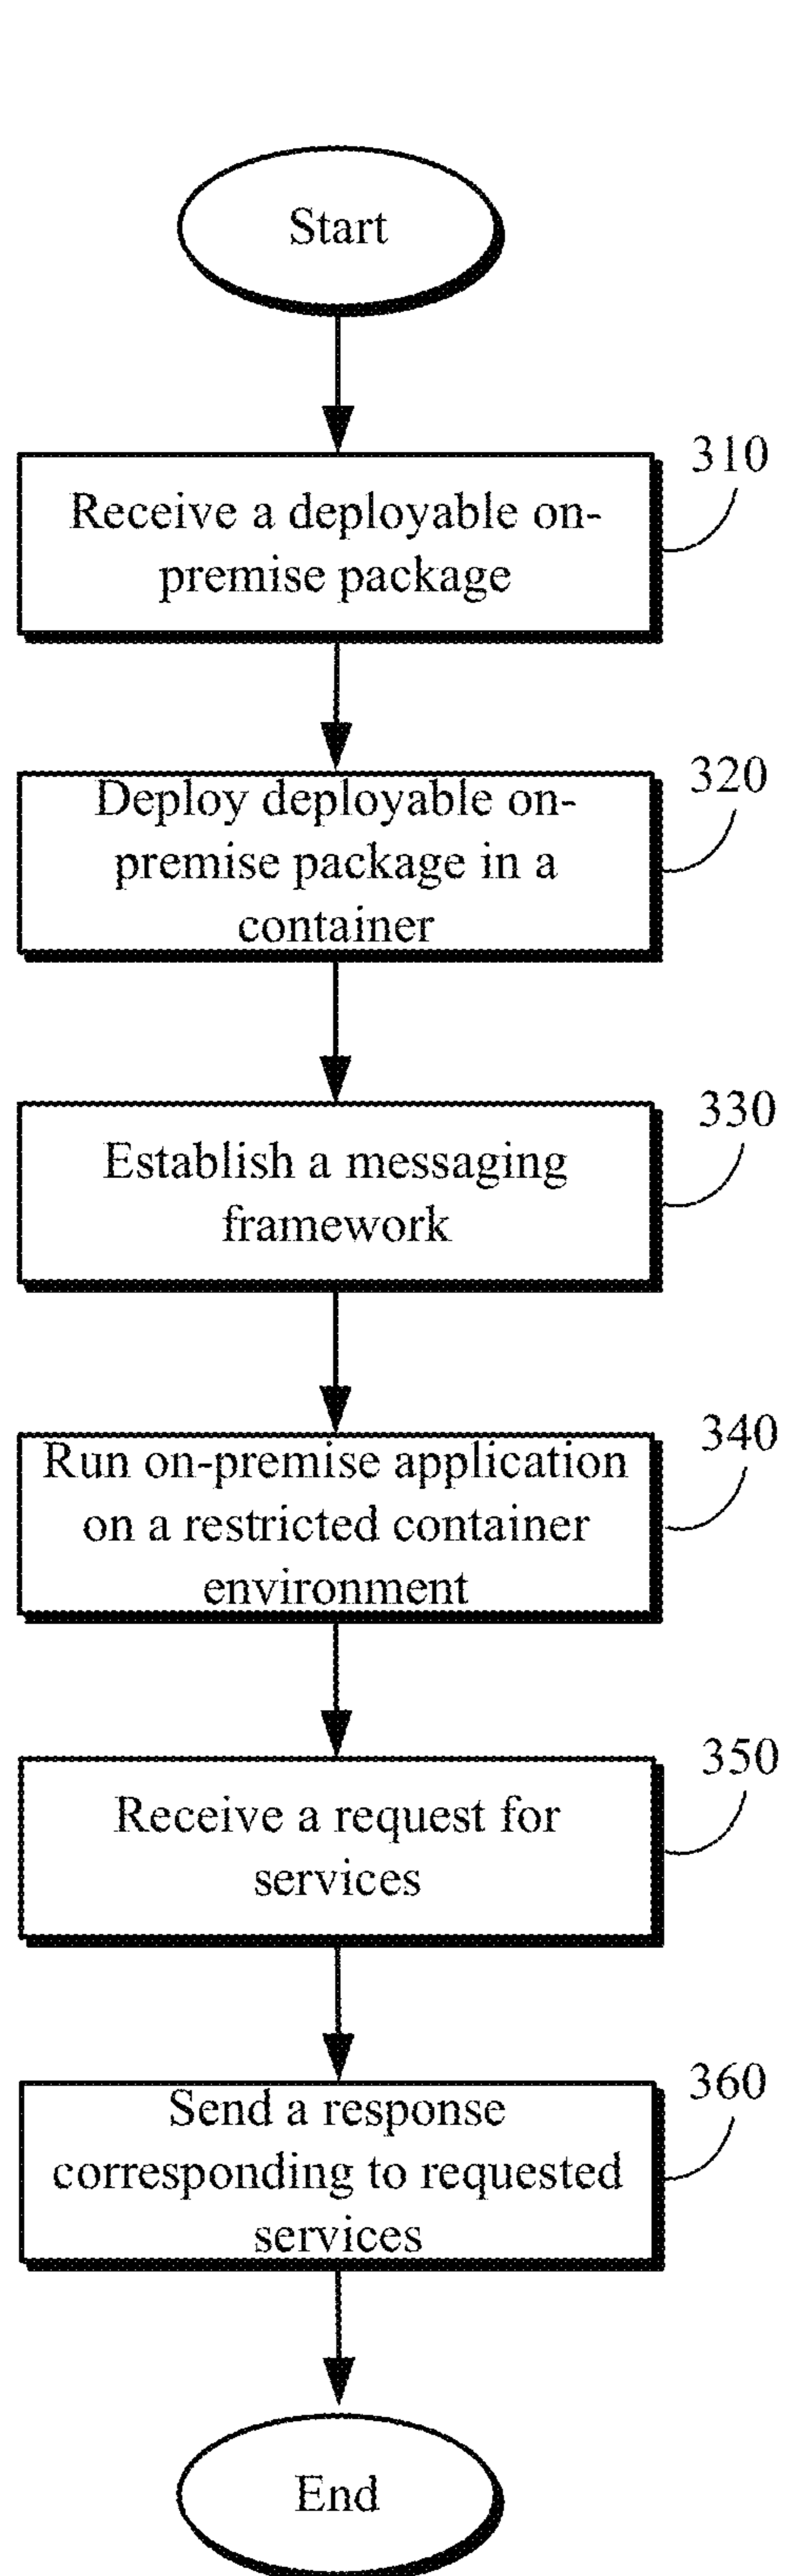 Start
310
Receive a deployable on-
premise package
320
Deploy deployable on-
premise package in a
container
330
Establish a messaging
framework
340
Run on-premise application
on a restricted container
environment
350
Receive a request for
services
360
Send a response
corresponding to requested
services
End